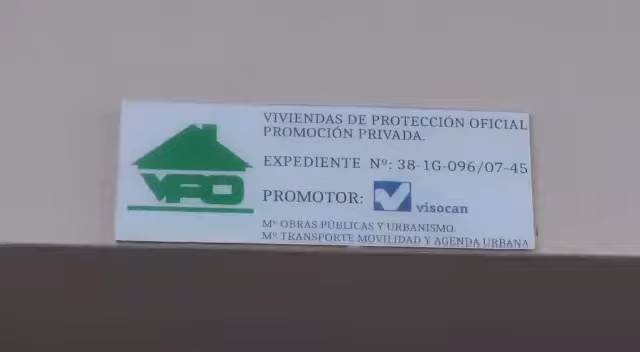 VIVIENDAS DE PROTECCIÓN OFICIAL
PROMOCIÓN PRIVADA.
VPO
EXPEDIENTE Nº: 38-1G-096/07-45
PROMOTOR: visocan
Mº OBRAS PÚBLICAS Y URBANISMO.
Mº TRANSPORTE MOVILIDAD Y AGENDA URBANA